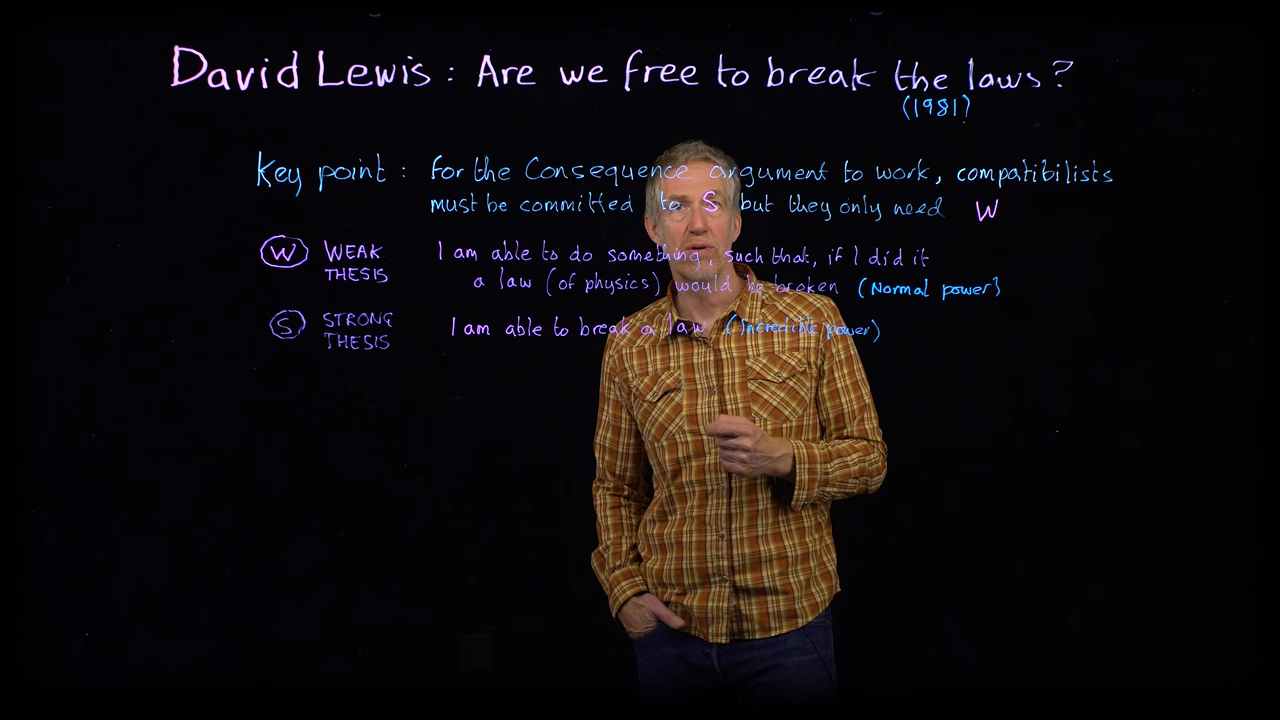 David Lewis: Are we free to break the laws?
(1981)
Key point: for the Consequence argument to work, compatibilists
must be committed to S but they only need W
W WEAK THESIS I am able to do something, such that, if I did it
a law (of physics) would be broken (Normal power)
S STRONG THESIS I am able to break a law (Incredible power)